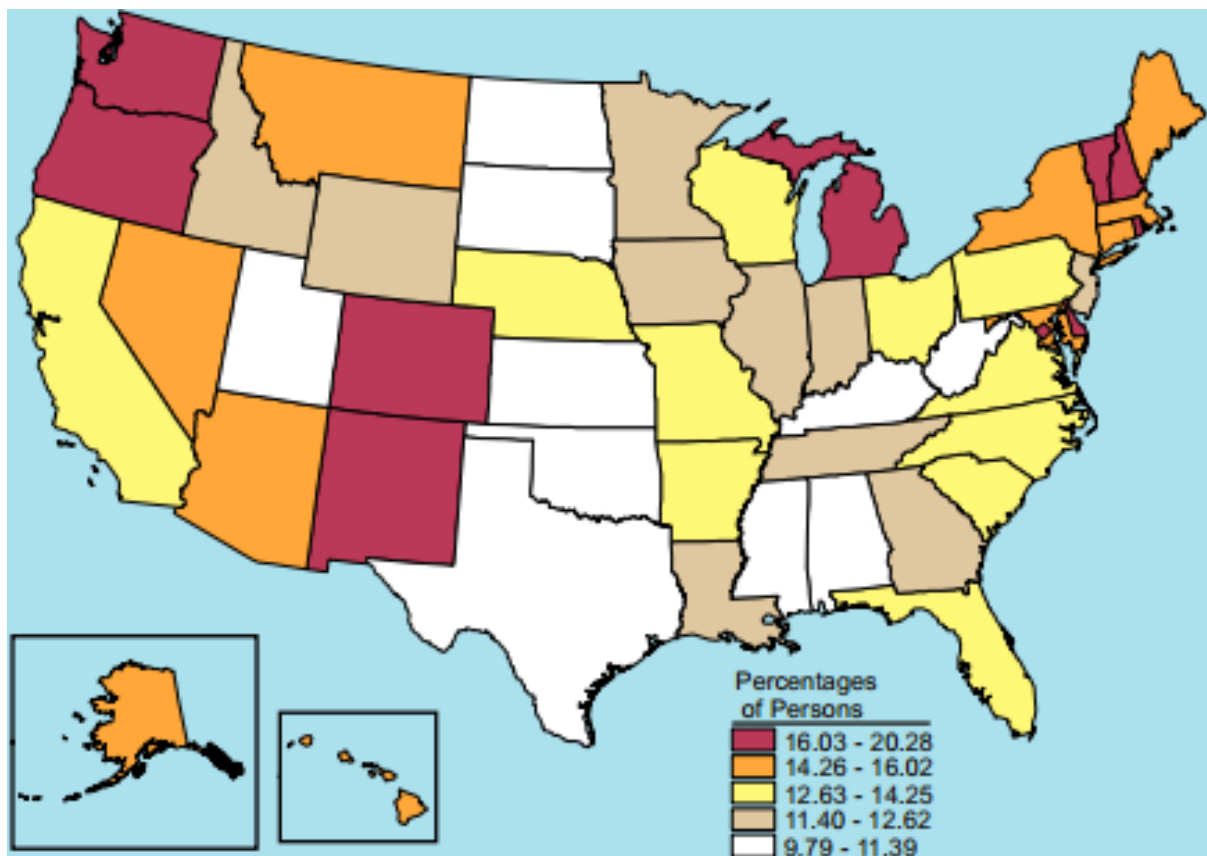 Percentages
of Persons
16.03 - 20.28
14.26 - 16.02
12.63 - 14.25
11.40 - 12.62
9.79 - 11.39